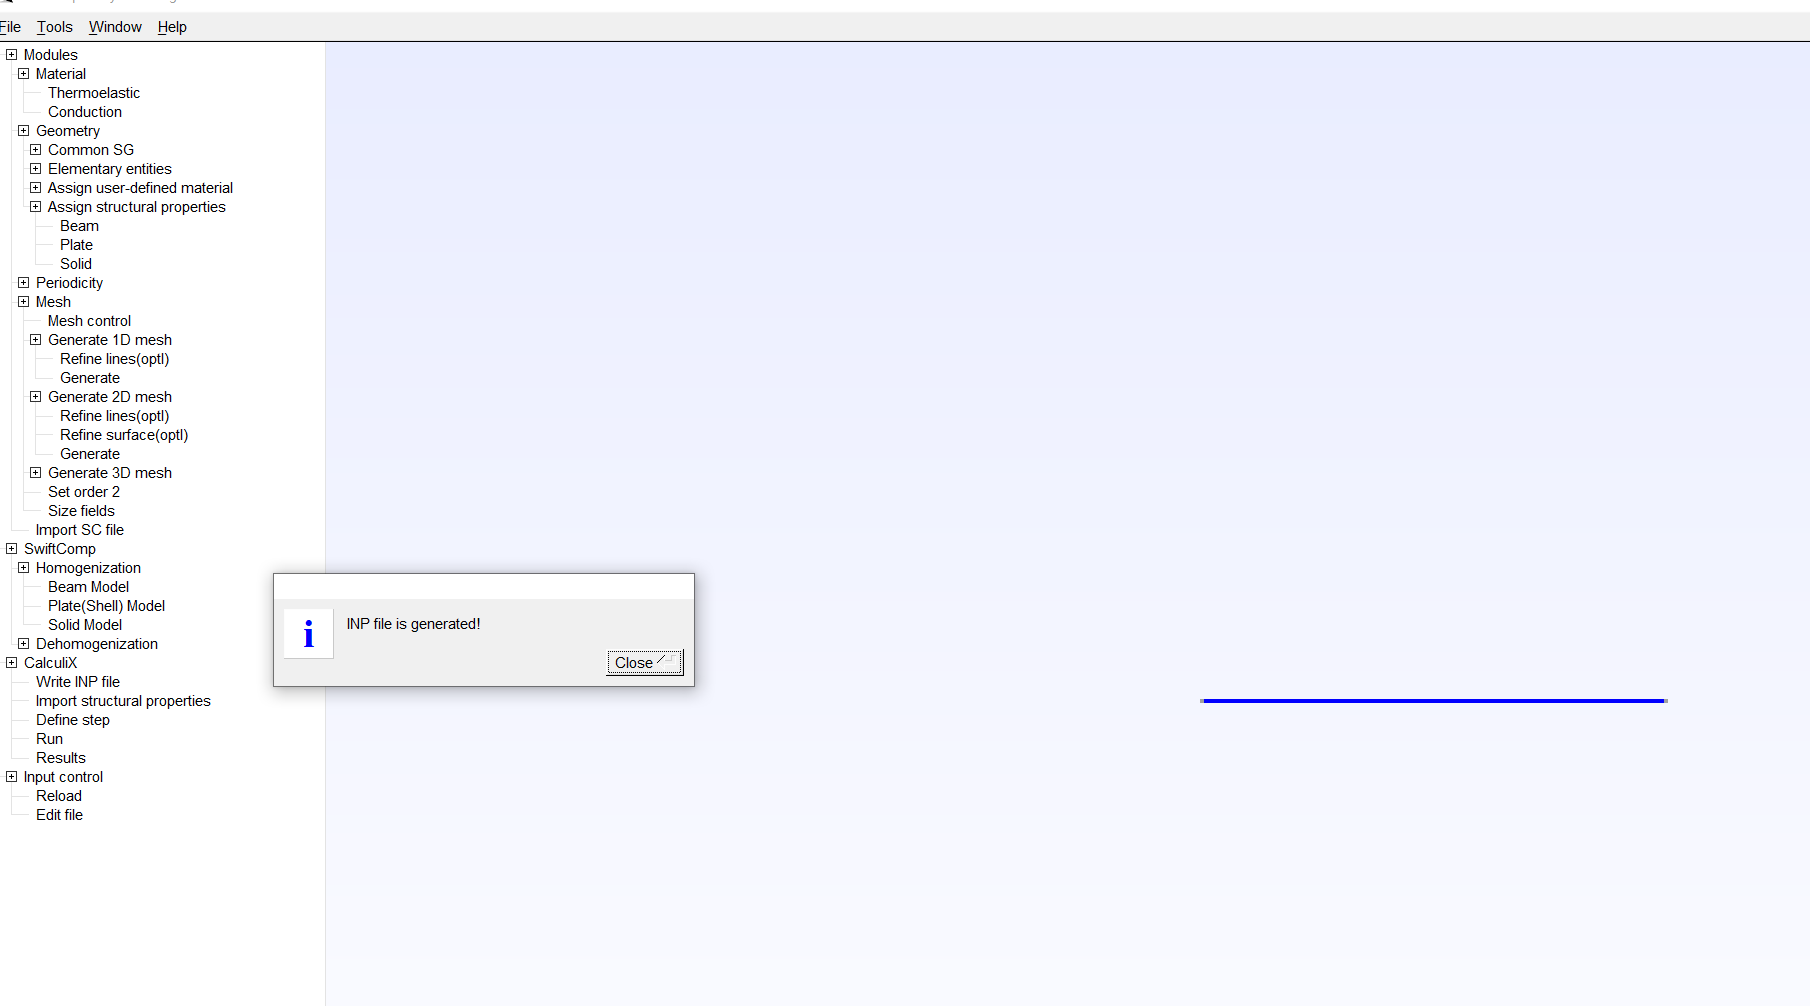 File Tools Window Help
Modules
Material
Thermoelastic
Conduction
Geometry
Common SG
Elementary entities
Assign user-defined material
Assign structural properties
Beam
Plate
Solid
Periodicity
Mesh
Mesh control
Generate 1D mesh
Refine lines(optl)
Generate
Generate 2D mesh
Refine lines(optl)
Refine surface(optl)
Generate
Generate 3D mesh
Set order 2
Size fields
Import SC file
SwiftComp
Homogenization
Beam Model
Plate(Shell) Model
Solid Model
Dehomogenization
CalculiX
Write INP file
Import structural properties
Define step
Run
Results
Input control
Reload
Edit file
i
INP file is generated!
Close